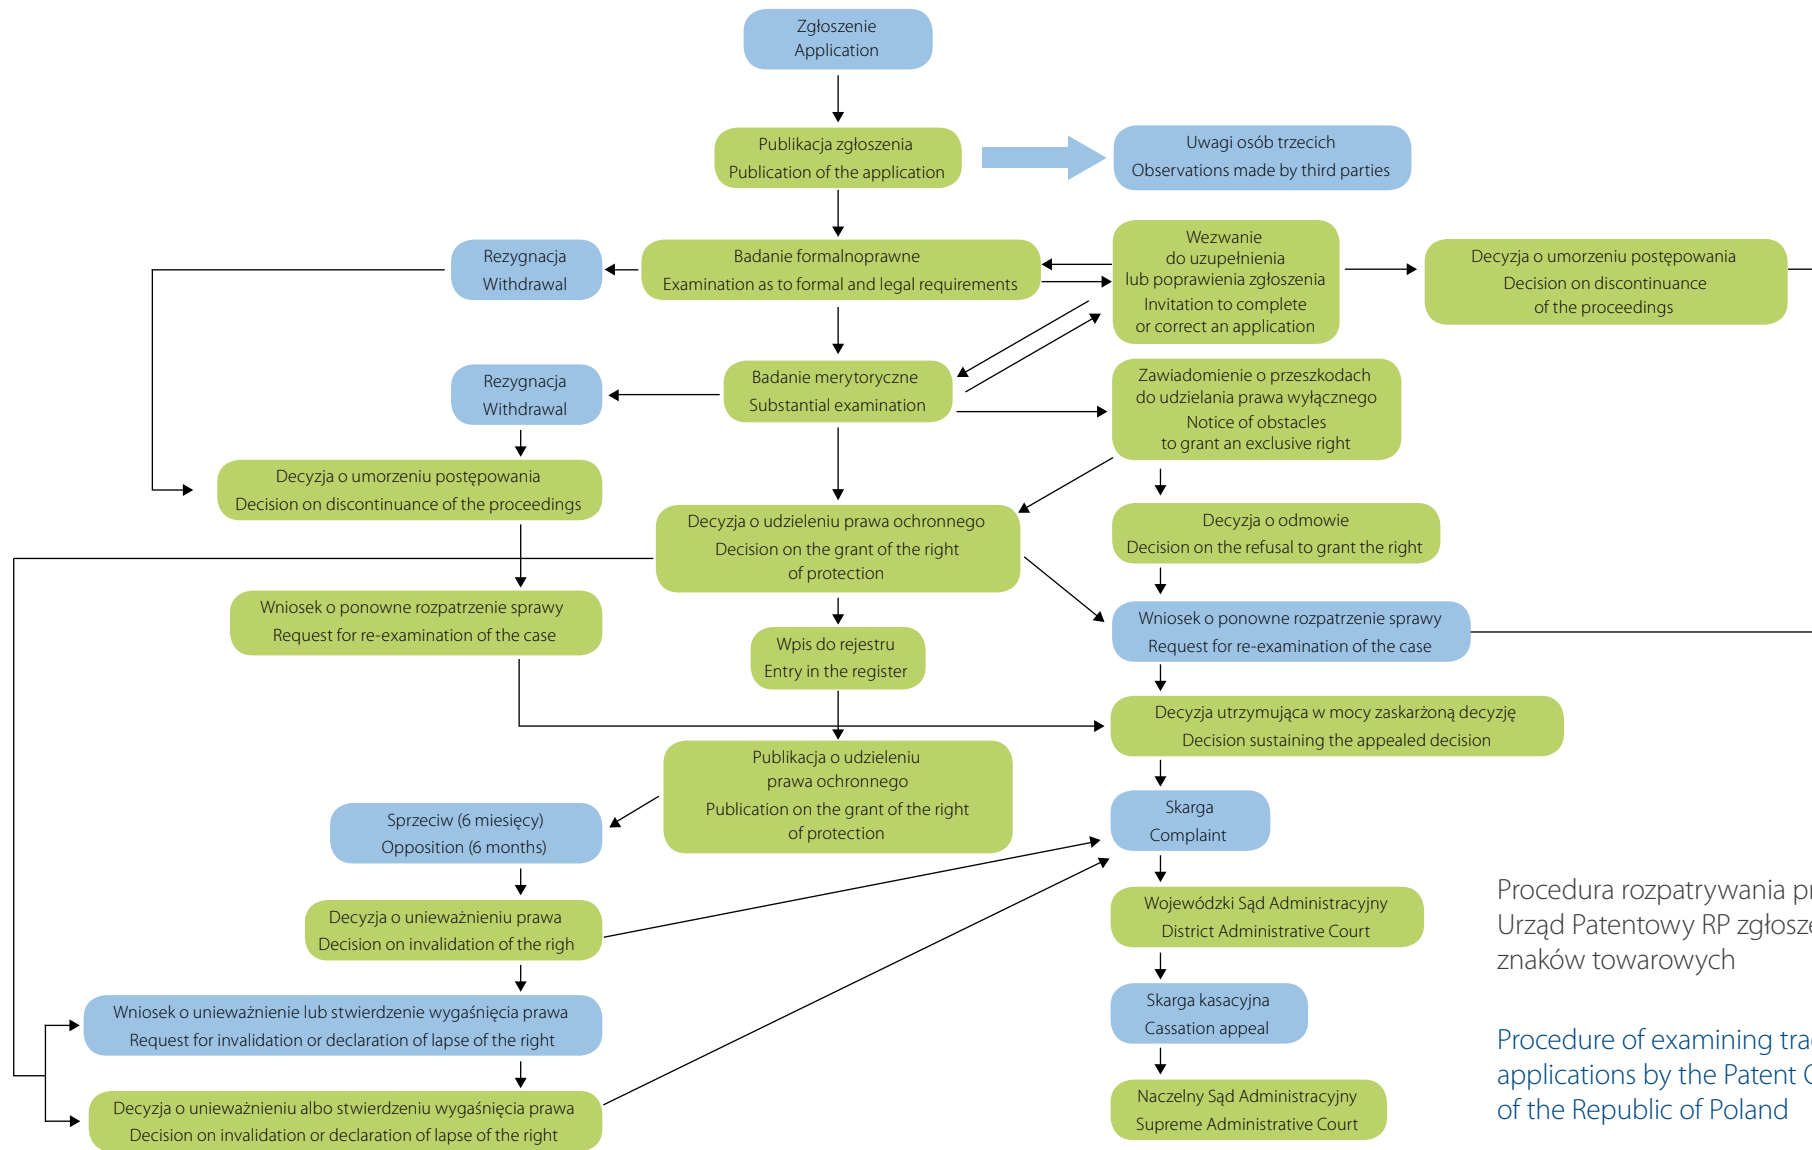 Zgłoszenie
Application
Publikacja zgłoszenia
Publication of the application
Uwagi osób trzecich
Observations made by third parties
Rezygnacja
Withdrawal
Badanie formalnoprawne
Examination as to formal and legal requirements
Wezwanie
do uzupełnienia
lub poprawienia zgłoszenia
Invitation to complete
or correct an application
Decyzja o umorzeniu postępowania
Decision on discontinuance
of the proceedings
Rezygnacja
Withdrawal
Badanie merytoryczne
Substantial examination
Zawiadomienie o przeszkodach
do udzielania prawa wyłącznego
Notice of obstacles
to grant an exclusive right
Decyzja o umorzeniu postępowania
Decision on discontinuance of the proceedings
Decyzja o udzieleniu prawa ochronnego
Decision on the grant of the right
of protection
Decyzja o odmowie
Decision on the refusal to grant the right
Wniosek o ponowne rozpatrzenie sprawy
Request for re-examination of the case
Wpis do rejestru
Entry in the register
Wniosek o ponowne rozpatrzenie sprawy
Request for re-examination of the case
Decyzja utrzymująca w mocy zaskarżoną decyzję
Decision sustaining the appealed decision
Publikacja o udzieleniu
prawa ochronnego
Publication on the grant of the right
of protection
Sprzeciw (6 miesięcy)
Opposition (6 months)
Skarga
Complaint
Decyzja o unieważnieniu prawa
Decision on invalidation of the righ
Wojewódzki Sąd Administracyjny
District Administrative Court
Wniosek o unieważnienie lub stwierdzenie wygaśnięcia prawa
Request for invalidation or declaration of lapse of the right
Skarga kasacyjna
Cassation appeal
Decyzja o unieważnieniu albo stwierdzeniu wygaśnięcia prawa
Decision on invalidation or declaration of lapse of the right
Naczelny Sąd Administracyjny
Supreme Administrative Court
Procedura rozpatrywania
Urząd Patentowy RP
znaków towarowych
Procedure of examining
applications by the Patent
of the Republic of Poland